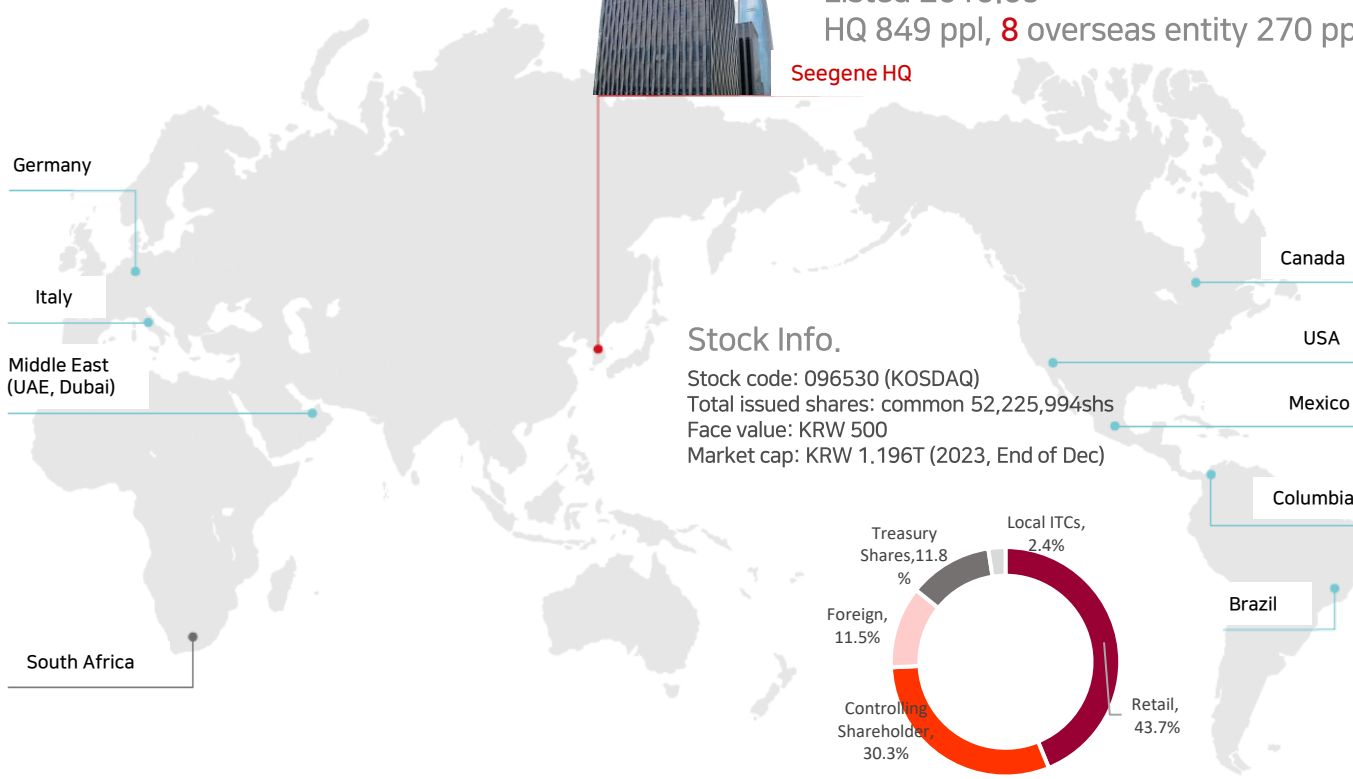 HQ 849 ppl, 8 overseas entity 270 pp
Seegene HQ
Germany
Italy
Middle East
(UAE, Dubai)
South Africa
Canada
USA
Mexico
Columbia
Brazil
Stock Info.
Stock code: 096530 (KOSDAQ)
Total issued shares: common 52,225,994shs
Face value: KRW 500
Market cap: KRW 1.196T (2023, End of Dec)
Treasury
Shares,11.8
%
Local ITCs,
2.4%
Foreign,
11.5%
Controlling
Shareholder,
30.3%
Retail,
43.7%